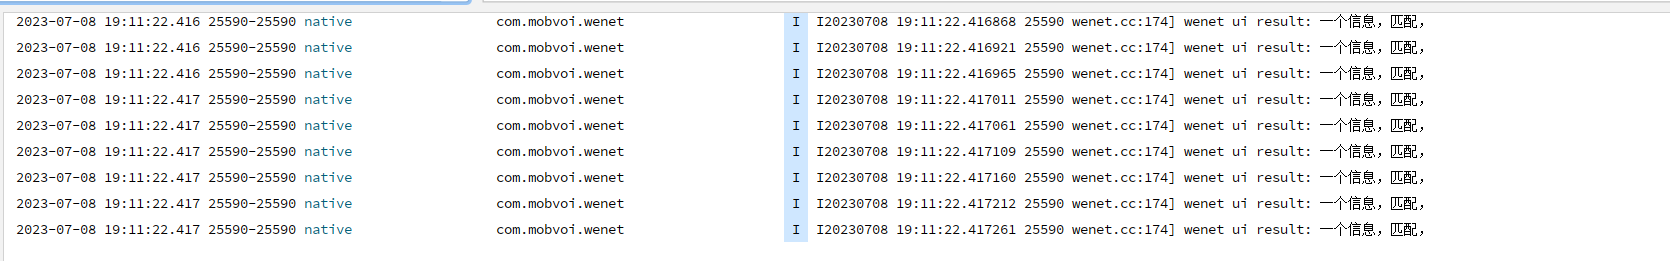 2023-07-08 19:11:22.416 25590-25590 native com.mobvoi.wenet I I20230708 19:11:22.416868 25590 wenet.cc:174] wenet ui result: 一个信息，匹配，
2023-07-08 19:11:22.416 25590-25590 native com.mobvoi.wenet I I20230708 19:11:22.416921 25590 wenet.cc:174] wenet ui result: 一个信息，匹配，
2023-07-08 19:11:22.416 25590-25590 native com.mobvoi.wenet I I20230708 19:11:22.416965 25590 wenet.cc:174] wenet ui result: 一个信息，匹配，
2023-07-08 19:11:22.417 25590-25590 native com.mobvoi.wenet I I20230708 19:11:22.417011 25590 wenet.cc:174] wenet ui result: 一个信息，匹配，
2023-07-08 19:11:22.417 25590-25590 native com.mobvoi.wenet I I20230708 19:11:22.417061 25590 wenet.cc:174] wenet ui result: 一个信息，匹配，
2023-07-08 19:11:22.417 25590-25590 native com.mobvoi.wenet I I20230708 19:11:22.417109 25590 wenet.cc:174] wenet ui result: 一个信息，匹配，
2023-07-08 19:11:22.417 25590-25590 native com.mobvoi.wenet I I20230708 19:11:22.417160 25590 wenet.cc:174] wenet ui result: 一个信息，匹配，
2023-07-08 19:11:22.417 25590-25590 native com.mobvoi.wenet I I20230708 19:11:22.417212 25590 wenet.cc:174] wenet ui result: 一个信息，匹配，
2023-07-08 19:11:22.417 25590-25590 native com.mobvoi.wenet I I20230708 19:11:22.417261 25590 wenet.cc:174] wenet ui result: 一个信息，匹配，